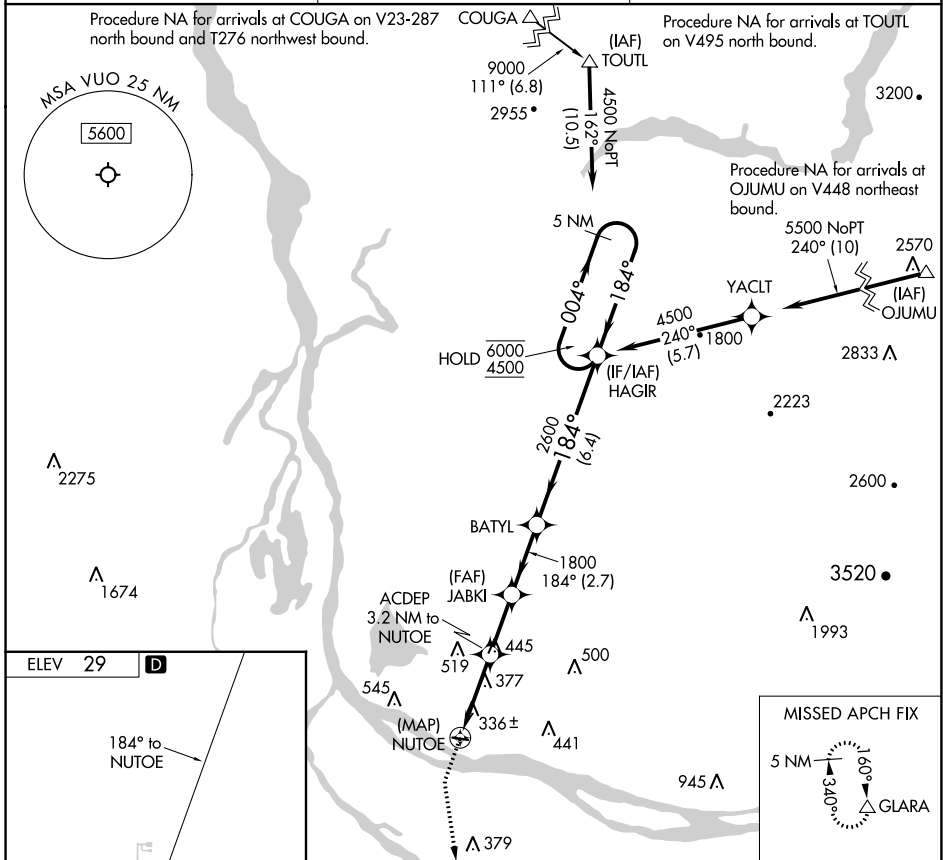 Procedure NA for arrivals at COUGA on V23-287
north bound and T276 northwest bound.
COUGA
(IAF)
TOUTL
Procedure NA for arrivals at TOUTL
on V495 north bound.
MSA VUO 25 NM
5600
9000
111° (6.8)
2955
4500 NoPT
162°
(10.5)
3200
Procedure NA for arrivals at
OJUMU on V448 northeast
bound.
5500 NoPT
240° (10)
2570
(IAF)
OJUMU
5 NM
004°
184°
YACLT
4500
240°
(5.7)
1800
HOLD 6000
4500
(IF/IAF)
HAGIR
2833
2223
2600
184°
(6.4)
2275
2600
BATYL
1800
184° (2.7)
(FAF)
JABKI
3520
1674
ACDEP
3.2 NM to
NUTOE
1993
445
519
500
377
ELEV 29 D
545
336±
(MAP)
NUTOE
441
184° to
NUTOE
945
379
MISSED APCH FIX
5 NM
340°
160°
GLARA